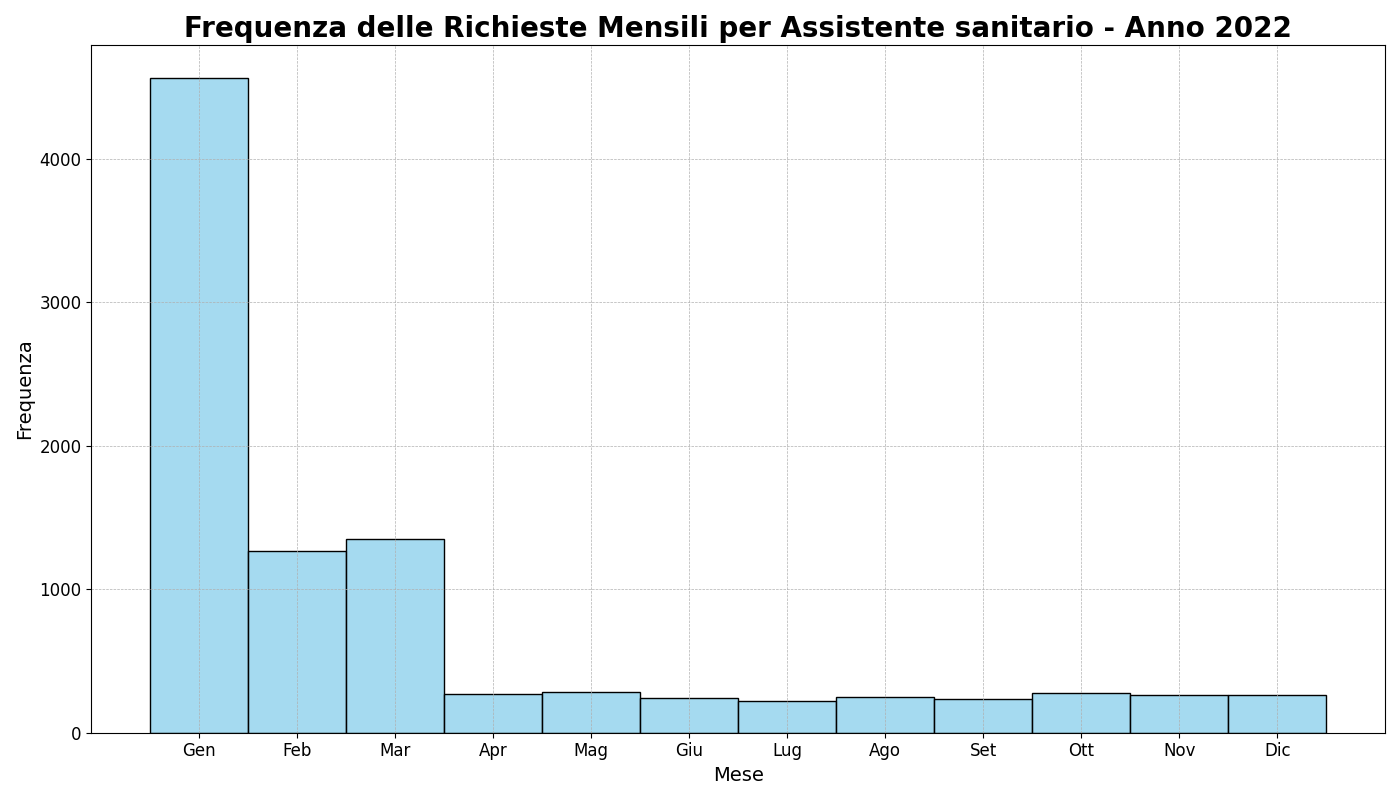 Frequenza delle Richieste Mensili per Assistente sanitario - Anno 2022
4000
3000
2000
1000
0
Frequenza
Gen Feb Mar Apr Mag Giu Lug Ago Set Ott Nov Dic
Mese